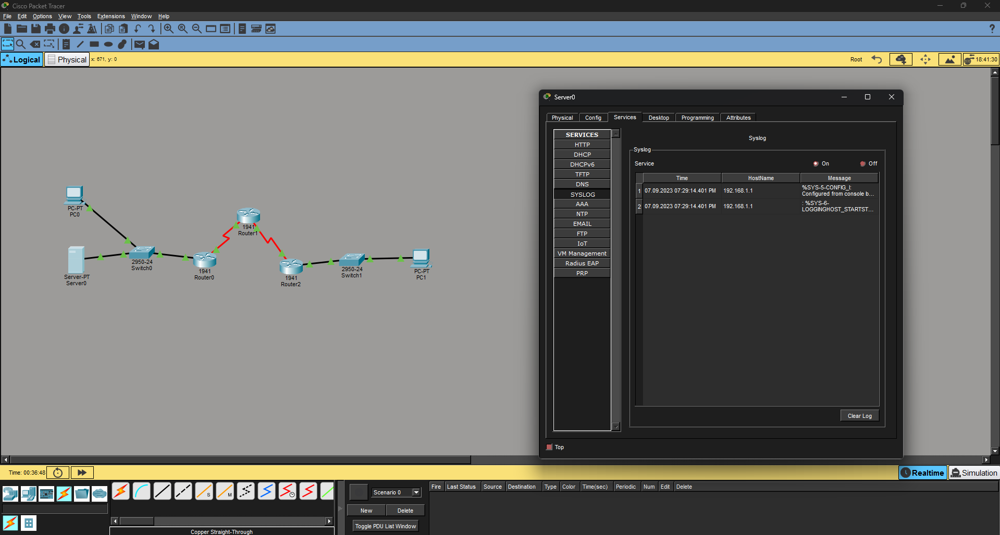 Cisco Packet Tracer
File Edit Options View Tools Extensions Window Help
Logical Physical x: 671, y: 0 Root 18:41:30
PC-PT
PC0
Server-PT
Server0
2950-24
Switch0
1941
Router0
1941
Router1
1941
Router2
2950-24
Switch1
PC-PT
PC1
Server0
Physical Config Services Desktop Programming Attributes
SERVICES
HTTP
DHCP
DHCPv6
TFTP
DNS
SYSLOG
AAA
NTP
EMAIL
FTP
IoT
VM Management
Radius EAP
PRP
Syslog
Syslog
Service On Off
Time HostName Message
1 07.09.2023 07:29:14.401 PM 192.168.1.1 %SYS-5-CONFIG_I:
Configured from console b...
2 07.09.2023 07:29:14.401 PM 192.168.1.1 : %SYS-6-
LOGGINGHOST_STARTST...
Clear Log
Top
Time: 00:36:48
Realtime Simulation
S M
Copper Straight-Through
Scenario 0
New Delete
Toggle PDU List Window
Fire Last Status Source Destination Type Color Time(sec) Periodic Num Edit Delete